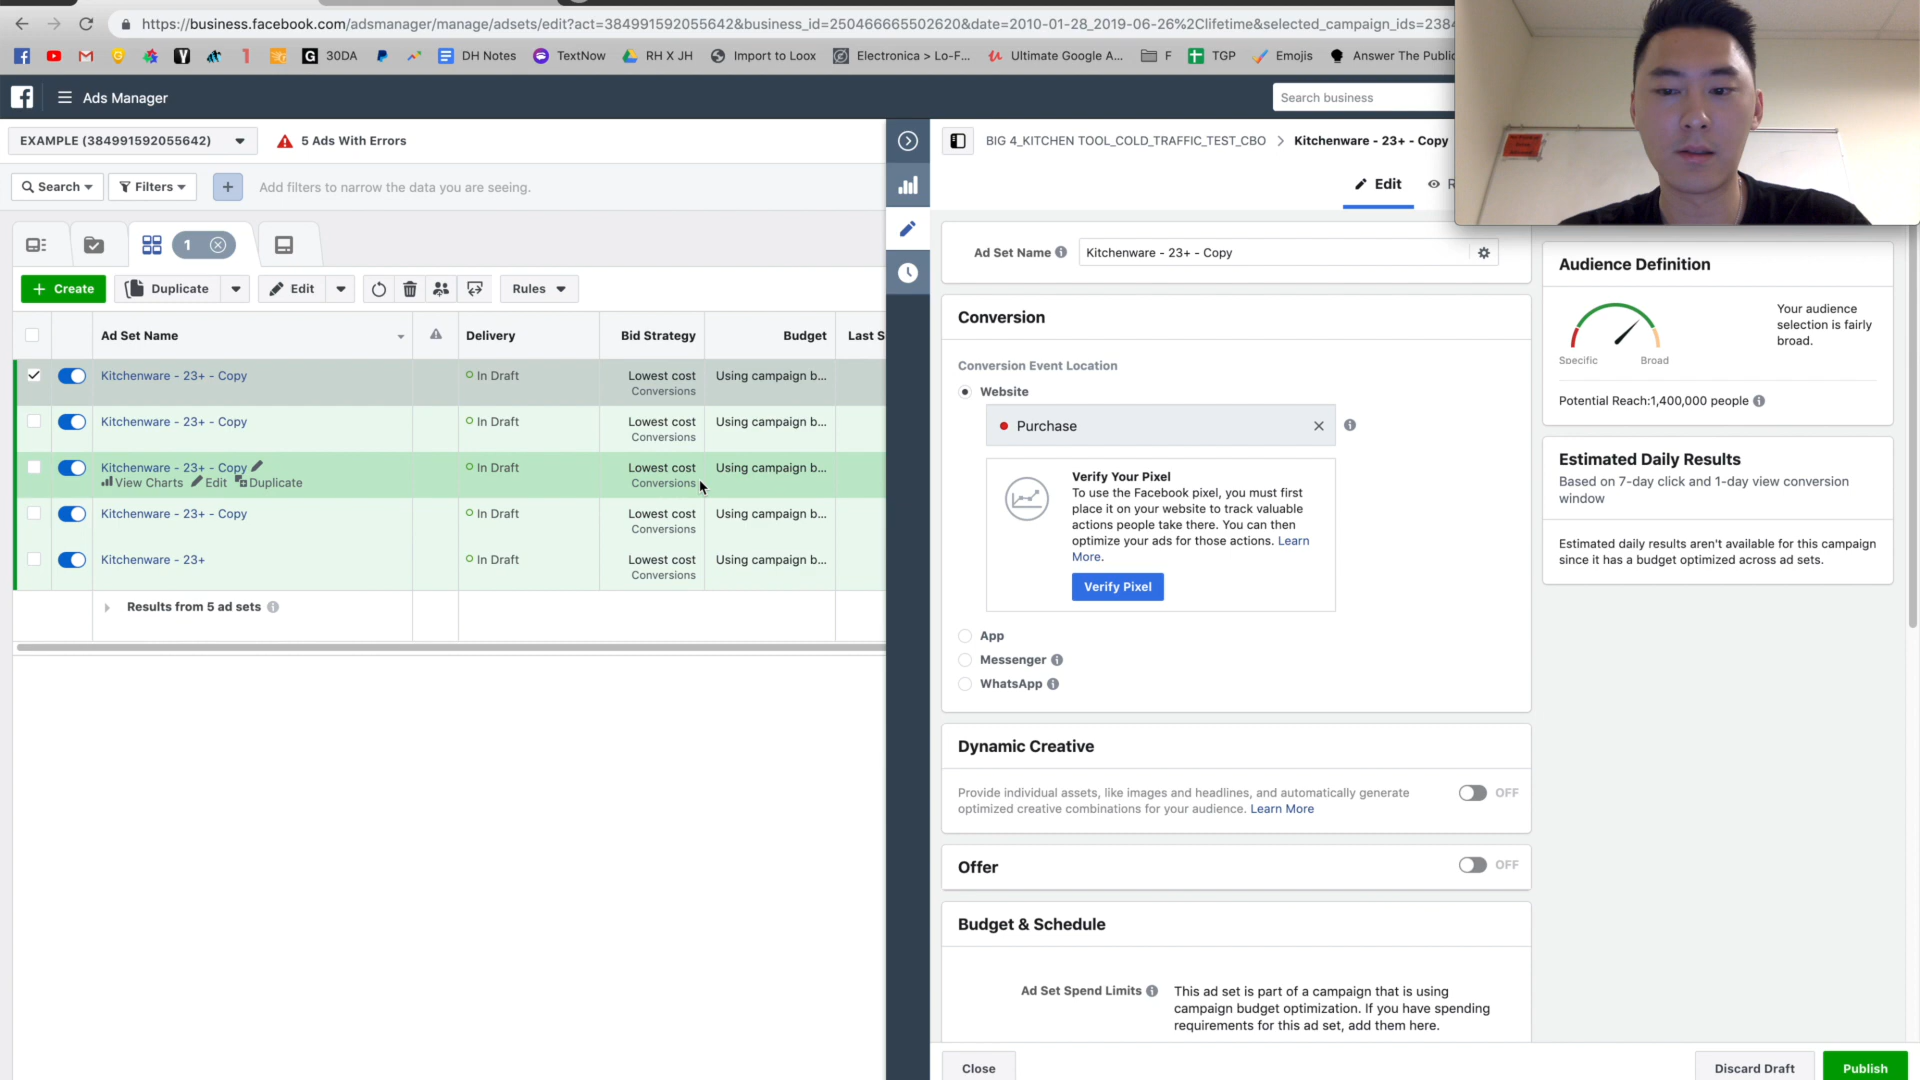 https://business.facebook.com/adsmanager/manage/adsets/edit?act=384991592055642&business_id=250466665502620&date=2010-01-28_2019-06-26%2Clifetime&selected_campaign_ids=2384
30DA
DH Notes
TextNow
RH X JH
Import to Loox
Electronica > Lo-F...
Ultimate Google A...
F
TGP
Emojis
Answer The Public
Ads Manager
Search business
EXAMPLE (384991592055642)
5 Ads With Errors
BIG 4_KITCHEN TOOL_COLD_TRAFFIC_TEST_CBO > Kitchenware - 23+ - Copy
Search
Filters
+
Add filters to narrow the data you are seeing.
Edit
R
1
Create
Duplicate
Edit
Rules
Ad Set Name
Delivery
Bid Strategy
Budget
Last S
Kitchenware - 23+ - Copy
In Draft
Lowest cost
Conversions
Using campaign b...
Kitchenware - 23+ - Copy
In Draft
Lowest cost
Conversions
Using campaign b...
Kitchenware - 23+ - Copy
View Charts Edit Duplicate
In Draft
Lowest cost
Conversions
Using campaign b...
Kitchenware - 23+ - Copy
In Draft
Lowest cost
Conversions
Using campaign b...
Kitchenware - 23+
In Draft
Lowest cost
Conversions
Using campaign b...
Results from 5 ad sets
Ad Set Name
Kitchenware - 23+ - Copy
Conversion
Conversion Event Location
Website
Purchase
Verify Your Pixel
To use the Facebook pixel, you must first
place it on your website to track valuable
actions people take there. You can then
optimize your ads for those actions. Learn
More.
Verify Pixel
App
Messenger
WhatsApp
Dynamic Creative
Provide individual assets, like images and headlines, and automatically generate
optimized creative combinations for your audience. Learn More
OFF
Offer
OFF
Budget & Schedule
Ad Set Spend Limits
This ad set is part of a campaign that is using
campaign budget optimization. If you have spending
requirements for this ad set, add them here.
Audience Definition
Specific
Broad
Your audience
selection is fairly
broad.
Potential Reach:1,400,000 people
Estimated Daily Results
Based on 7-day click and 1-day view conversion
window
Estimated daily results aren't available for this campaign
since it has a budget optimized across ad sets.
Close
Discard Draft
Publish